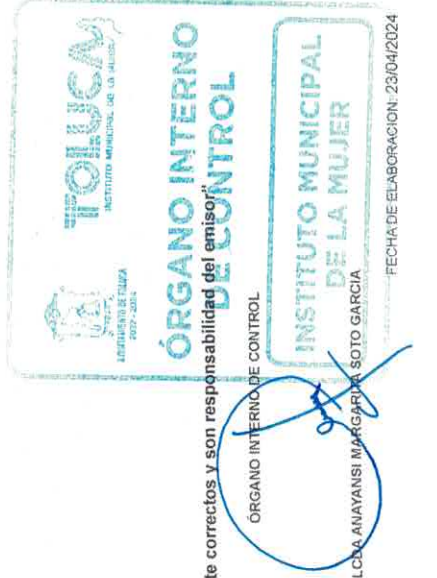 TOLUCA
INSTITUTO MUNICIPAL DE LA MUJER
AYUNTAMIENTO DE TOLUCA
2022 - 2024
ÓRGANO INTERNO
DE CONTROL
INSTITUTO MUNICIPAL
DE LA MUJER
te correctos y son responsabilidad del emisor"
ÓRGANO INTERNO DE CONTROL
LCDA ANAYANSI MARGARITA SOTO GARCIA
FECHA DE ELABORACION: 23/04/2024